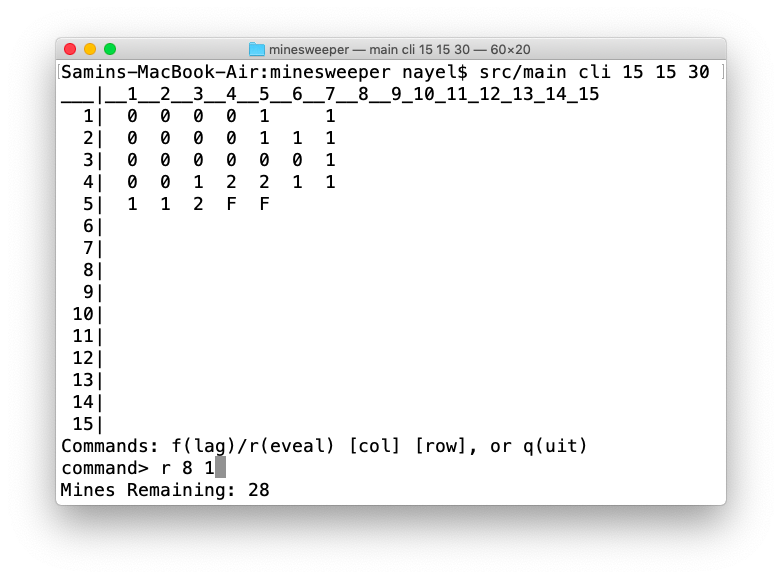 minesweeper — main cli 15 15 30 — 60×20
Samins-MacBook-Air:minesweeper nayel$ src/main cli 15 15 30
___|__1__2__3__4__5__6__7__8__9_10_11_12_13_14_15
  1|  0  0  0  0  1     1
  2|  0  0  0  0  1  1  1
  3|  0  0  0  0  0  0  1
  4|  0  0  1  2  2  1  1
  5|  1  1  2  F  F
  6|
  7|
  8|
  9|
 10|
 11|
 12|
 13|
 14|
 15|
Commands: f(lag)/r(eveal) [col] [row], or q(uit)
command> r 8 1
Mines Remaining: 28